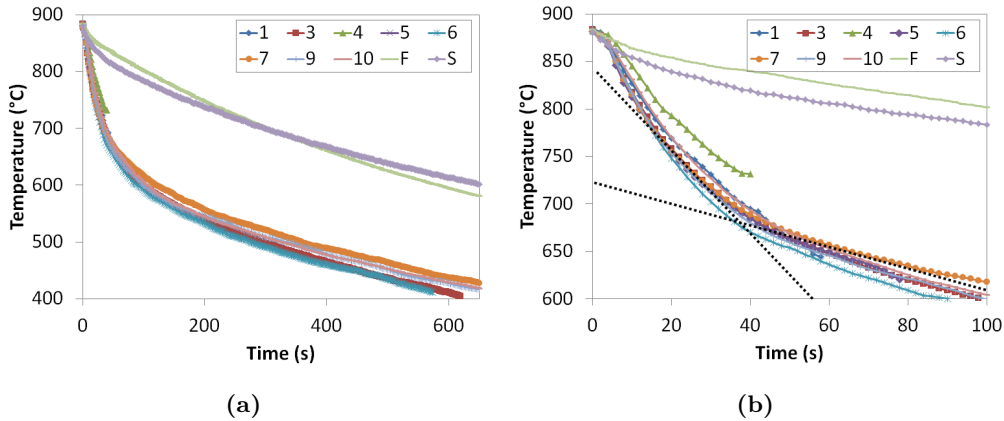 900
800
700
600
500
400
Temperature (°C)
1 3 4 5 6
7 9 10 F S
0 200 400 600
Time (s)
(a)
900
850
800
750
700
650
600
Temperature (°C)
1 3 4 5 6
7 9 10 F S
0 20 40 60 80 100
Time (s)
(b)